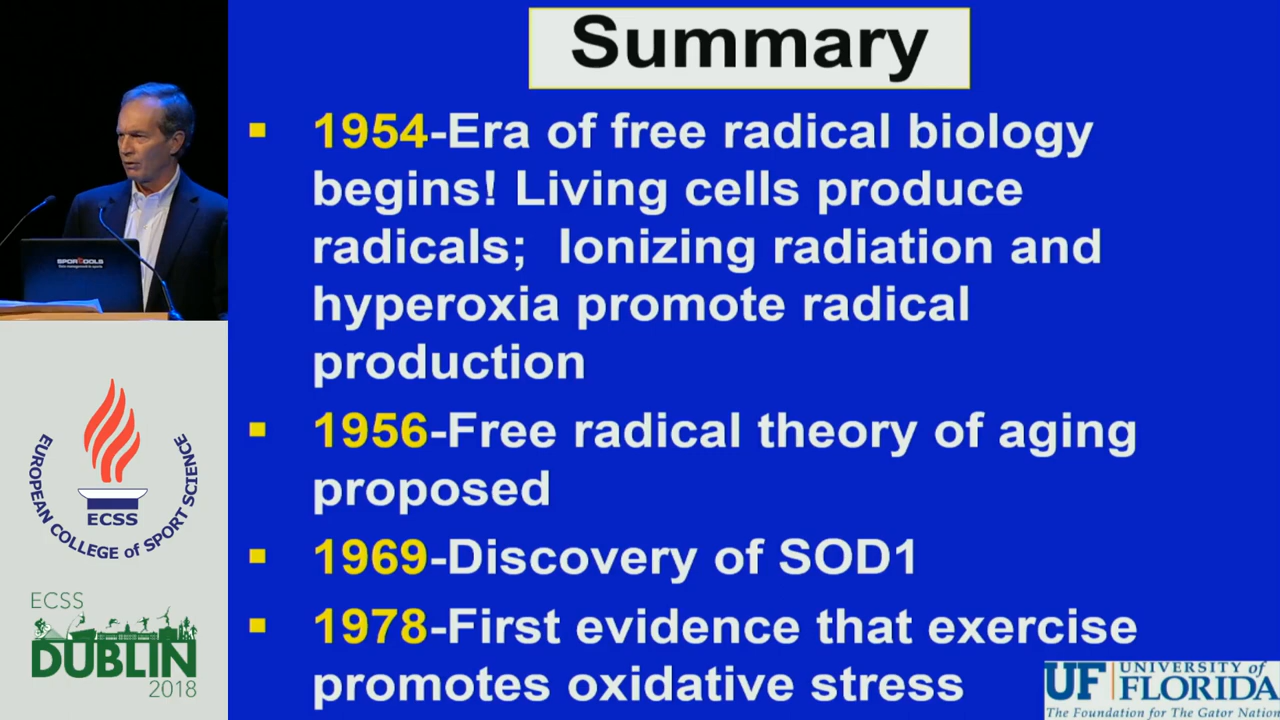 Summary
1954-Era of free radical biology
begins! Living cells produce
radicals; Ionizing radiation and
hyperoxia promote radical
production
1956-Free radical theory of aging
proposed
1969-Discovery of SOD1
1978-First evidence that exercise
promotes oxidative stress
SPORTOOLS
EUROPEAN COLLEGE of SPORT SCIENCE
ECSS
ECSS
DUBLIN
2018
UF UNIVERSITY of
FLORIDA
The Foundation for The Gator Nation